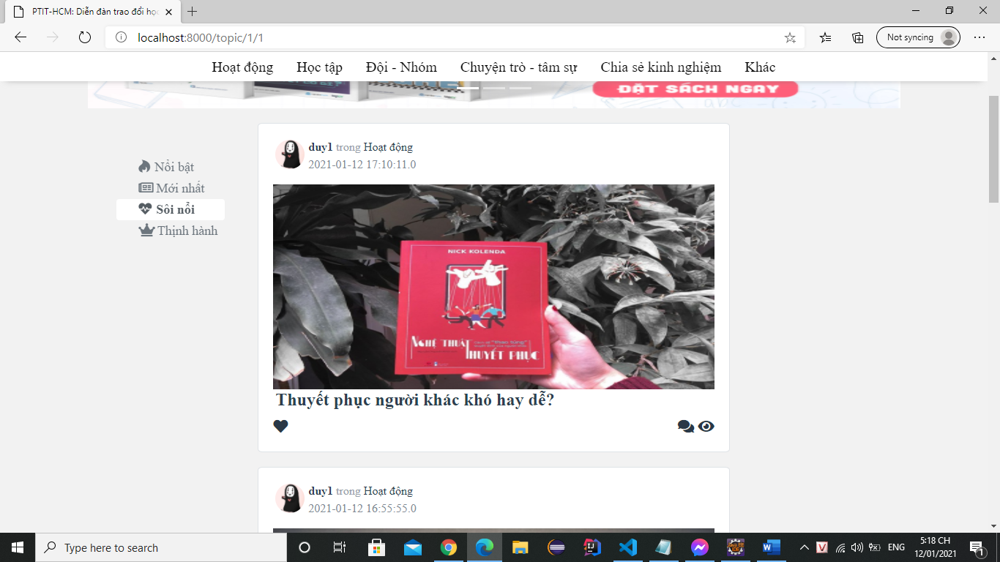 PTIT-HCM: Diễn đàn trao đổi học
localhost:8000/topic/1/1
Not syncing
Hoạt động Học tập Đội - Nhóm Chuyện trò - tâm sự Chia sẻ kinh nghiệm Khác
ĐẶT SÁCH NGAY
duy1 trong Hoạt động
2021-01-12 17:10:11.0
Nổi bật
Mới nhất
Sôi nổi
Thịnh hành
NICK KOLENDA
NGHỆ THUẬT
THUYẾT PHỤC
Thuyết phục người khác khó hay dễ?
duy1 trong Hoạt động
2021-01-12 16:55:55.0
Type here to search
ENG
5:18 CH
12/01/2021
1